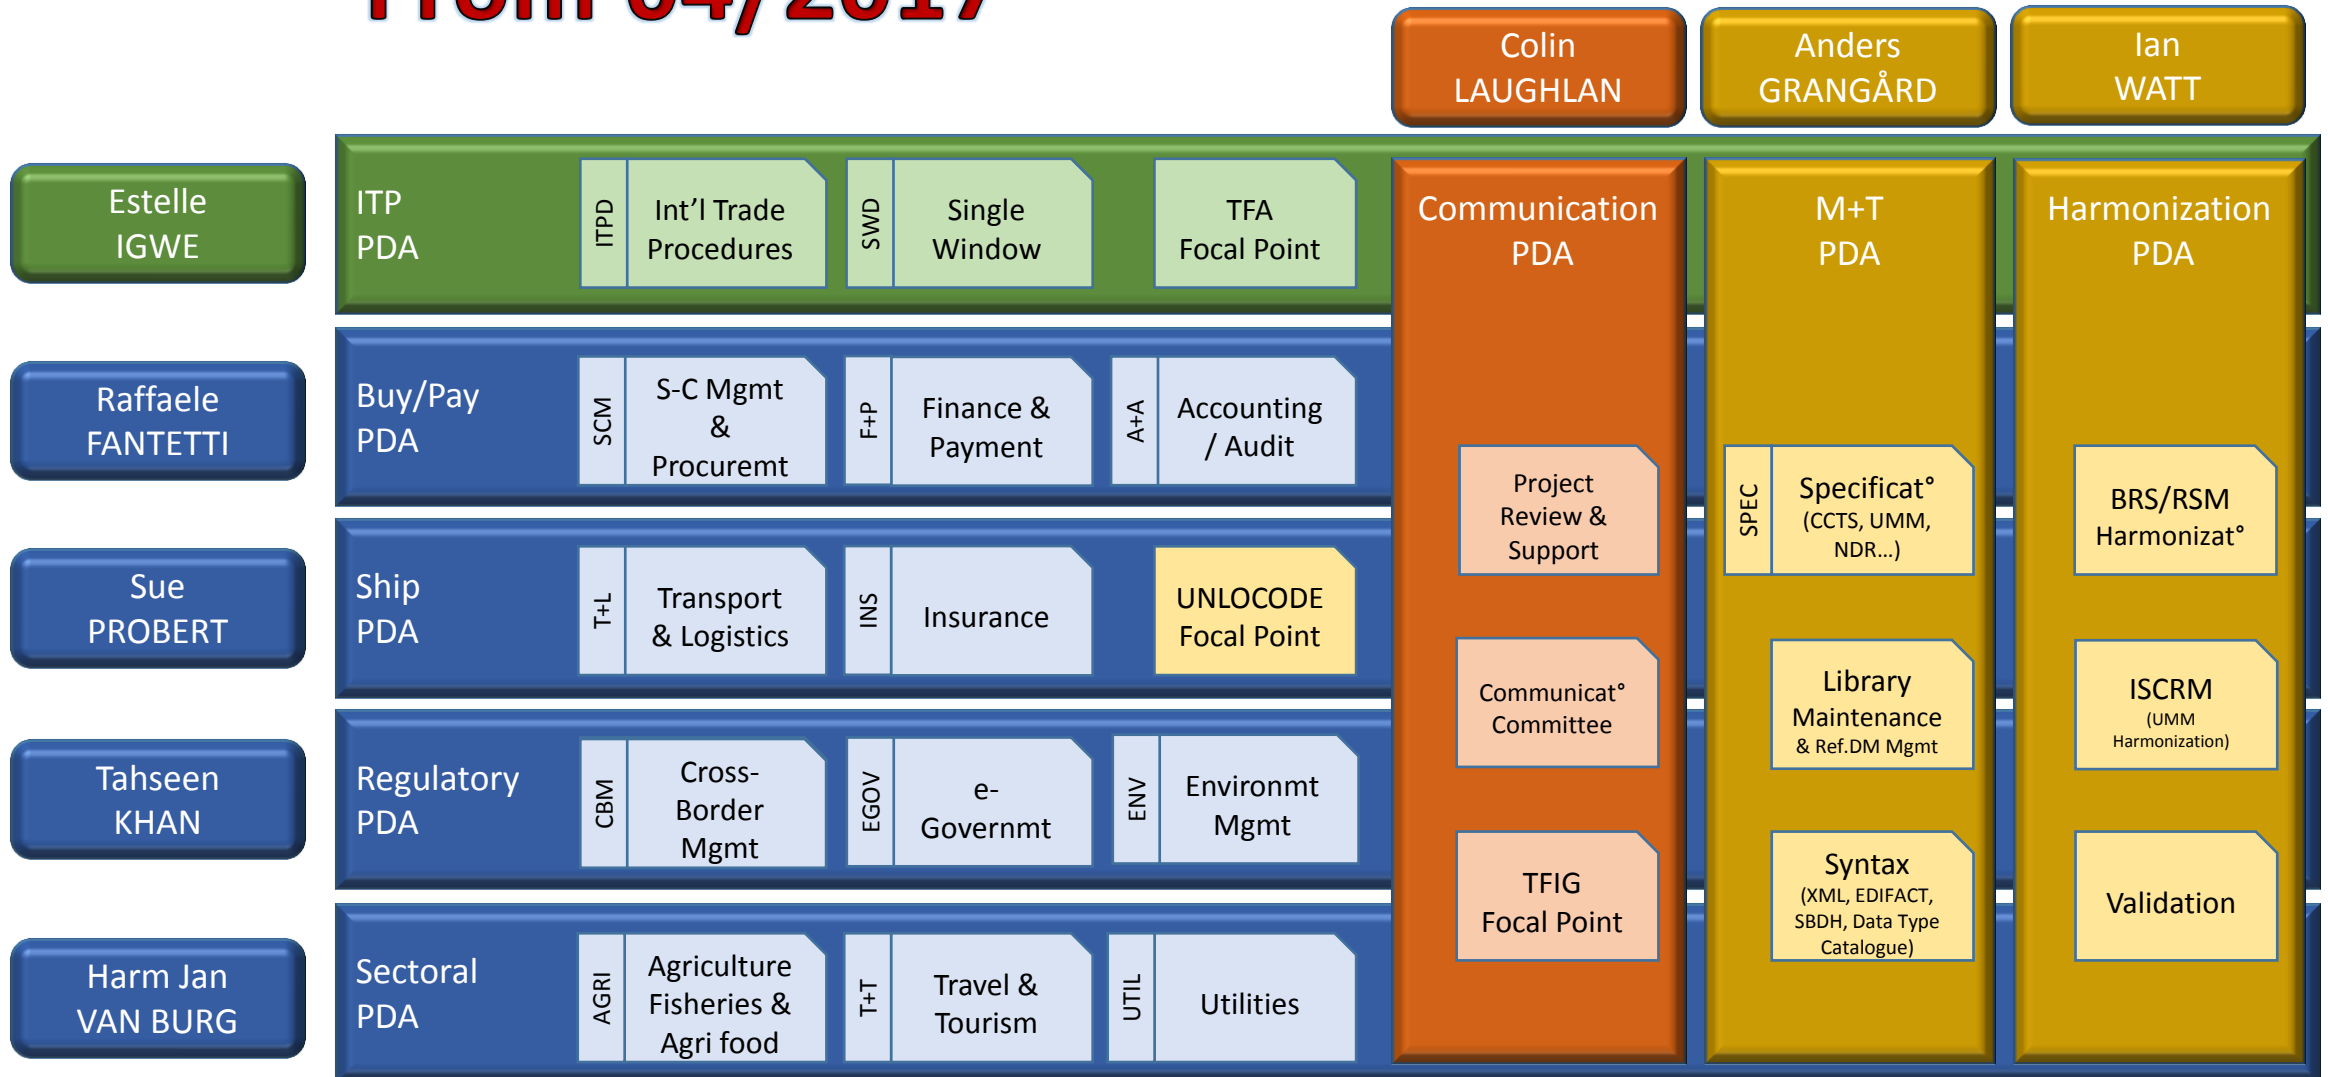 From 04/2017
Colin
LAUGHLAN
Anders
GRANGÅRD
Ian
WATT
Estelle
IGWE
ITP
PDA
ITPD
Int'l Trade
Procedures
SWD
Single
Window
TFA
Focal Point
Communication
PDA
M+T
PDA
Harmonization
PDA
Raffaele
FANTETTI
Buy/Pay
PDA
SCM
S-C Mgmt
&
Procuremt
F+P
Finance &
Payment
A+A
Accounting
/ Audit
Project
Review &
Support
SPEC
Specificat°
(CCTS, UMM,
NDR...)
BRS/RSM
Harmonizat°
Sue
PROBERT
Ship
PDA
T+L
Transport
& Logistics
INS
Insurance
UNLOCODE
Focal Point
Communicat°
Committee
Library
Maintenance
& Ref.DM Mgmt
ISCRM
(UMM
Harmonization)
Tahseen
KHAN
Regulatory
PDA
CBM
Cross-
Border
Mgmt
EGOV
e-
Governmt
ENV
Environmt
Mgmt
TFIG
Focal Point
Syntax
(XML, EDIFACT,
SBDH, Data Type
Catalogue)
Validation
Harm Jan
VAN BURG
Sectoral
PDA
AGRI
Agriculture
Fisheries &
Agri food
T+T
Travel &
Tourism
UTIL
Utilities